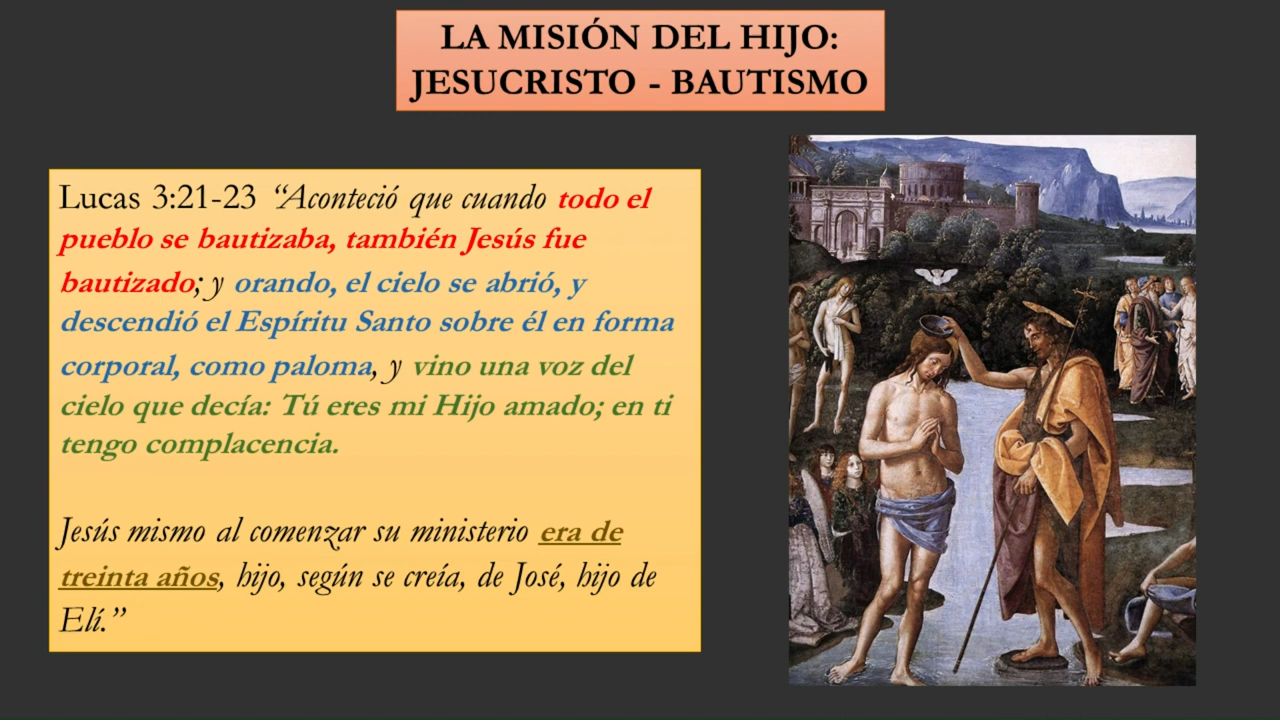 LA MISIÓN DEL HIJO:
JESUCRISTO - BAUTISMO
Lucas 3:21-23 “Aconteció que cuando todo el
pueblo se bautizaba, también Jesús fue
bautizado; y orando, el cielo se abrió, y
descendió el Espíritu Santo sobre él en forma
corporal, como paloma, y vino una voz del
cielo que decía: Tú eres mi Hijo amado; en ti
tengo complacencia.
Jesús mismo al comenzar su ministerio era de
treinta años, hijo, según se creía, de José, hijo de
Elí.”